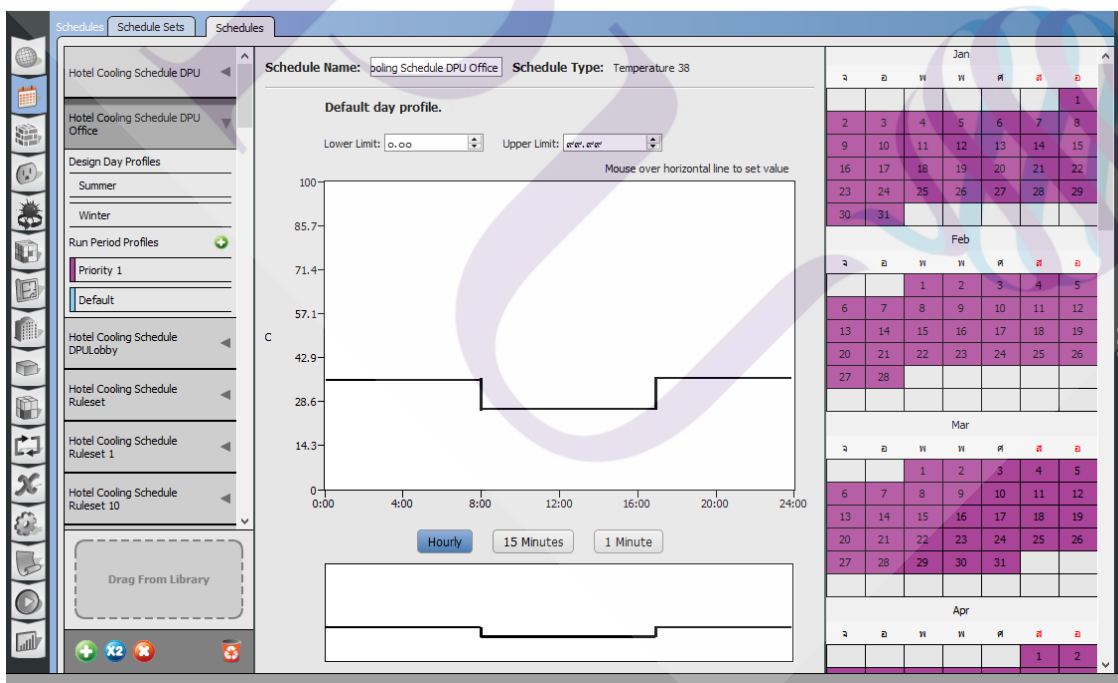 Schedules
Schedule Sets
Schedules
Hotel Cooling Schedule DPU
Hotel Cooling Schedule DPU
Office
Design Day Profiles
Summer
Winter
Run Period Profiles
Priority 1
Default
Hotel Cooling Schedule
DPULobby
Hotel Cooling Schedule
Ruleset
Hotel Cooling Schedule
Ruleset 1
Hotel Cooling Schedule
Ruleset 10
Drag From Library
X2
Schedule Name: ooling Schedule DPU Office Schedule Type: Temperature 38
Default day profile.
Lower Limit: ๐.๐๐ Upper Limit: ๙๙.๙๙
Mouse over horizontal line to set value
100
85.7
71.4
57.1
C
42.9
28.6
14.3
0
0:00 4:00 8:00 12:00 16:00 20:00 24:00
Hourly 15 Minutes 1 Minute
Jan
จ อ พ พ ศ ส อ
1
2 3 4 5 6 7 8
9 10 11 12 13 14 15
16 17 18 19 20 21 22
23 24 25 26 27 28 29
30 31
Feb
จ อ พ พ ศ ส อ
1 2 3 4 5
6 7 8 9 10 11 12
13 14 15 16 17 18 19
20 21 22 23 24 25 26
27 28
Mar
จ อ พ พ ศ ส อ
1 2 3 4 5
6 7 8 9 10 11 12
13 14 15 16 17 18 19
20 21 22 23 24 25 26
27 28 29 30 31
Apr
จ อ พ พ ศ ส อ
1 2